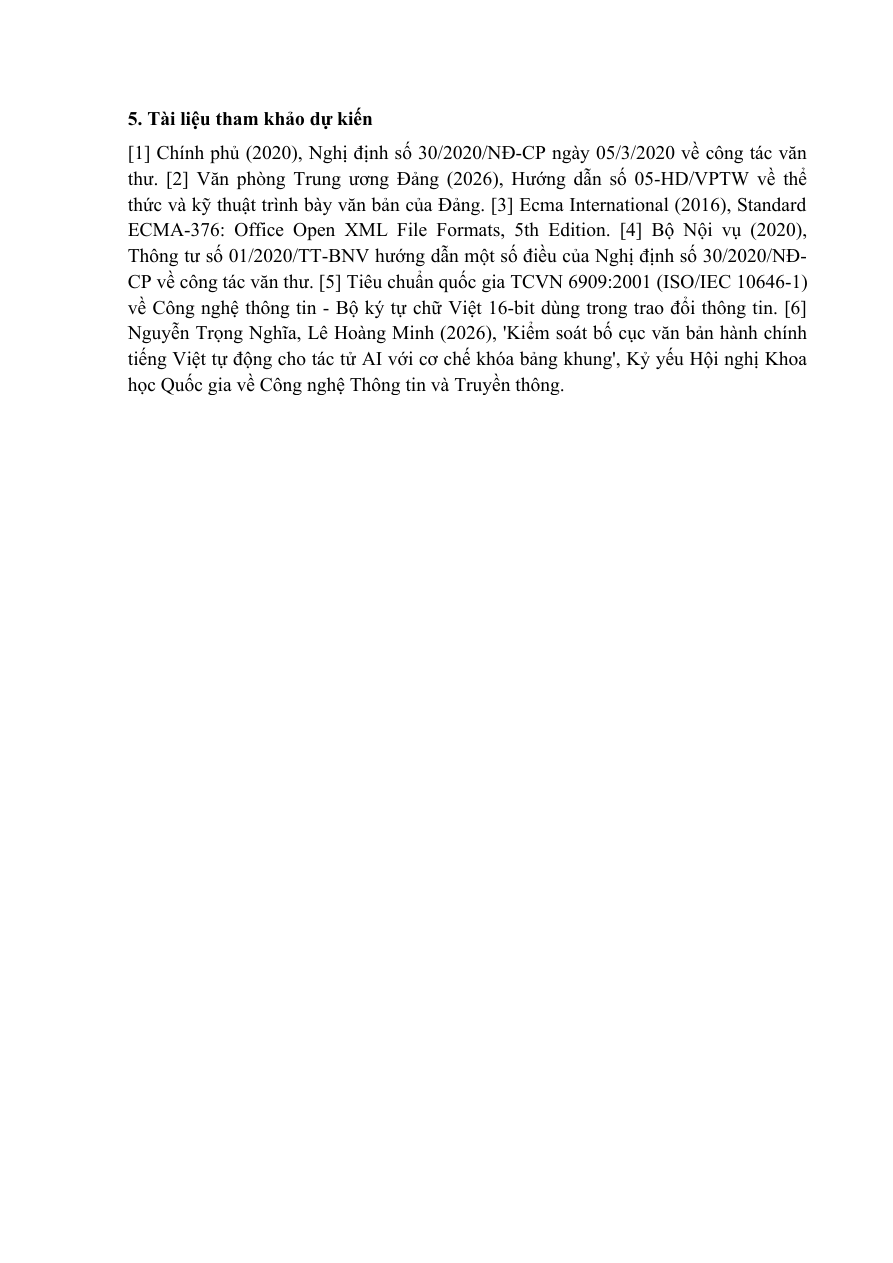 5. Tài liệu tham khảo dự kiến
[1] Chính phủ (2020), Nghị định số 30/2020/NĐ-CP ngày 05/3/2020 về công tác văn
thư. [2] Văn phòng Trung ương Đảng (2026), Hướng dẫn số 05-HD/VPTW về thể
thức và kỹ thuật trình bày văn bản của Đảng. [3] Ecma International (2016), Standard
ECMA-376: Office Open XML File Formats, 5th Edition. [4] Bộ Nội vụ (2020),
Thông tư số 01/2020/TT-BNV hướng dẫn một số điều của Nghị định số 30/2020/NĐ-
CP về công tác văn thư. [5] Tiêu chuẩn quốc gia TCVN 6909:2001 (ISO/IEC 10646-1)
về Công nghệ thông tin - Bộ ký tự chữ Việt 16-bit dùng trong trao đổi thông tin. [6]
Nguyễn Trọng Nghĩa, Lê Hoàng Minh (2026), 'Kiểm soát bố cục văn bản hành chính
tiếng Việt tự động cho tác tử AI với cơ chế khóa bảng khung', Kỷ yếu Hội nghị Khoa
học Quốc gia về Công nghệ Thông tin và Truyền thông.